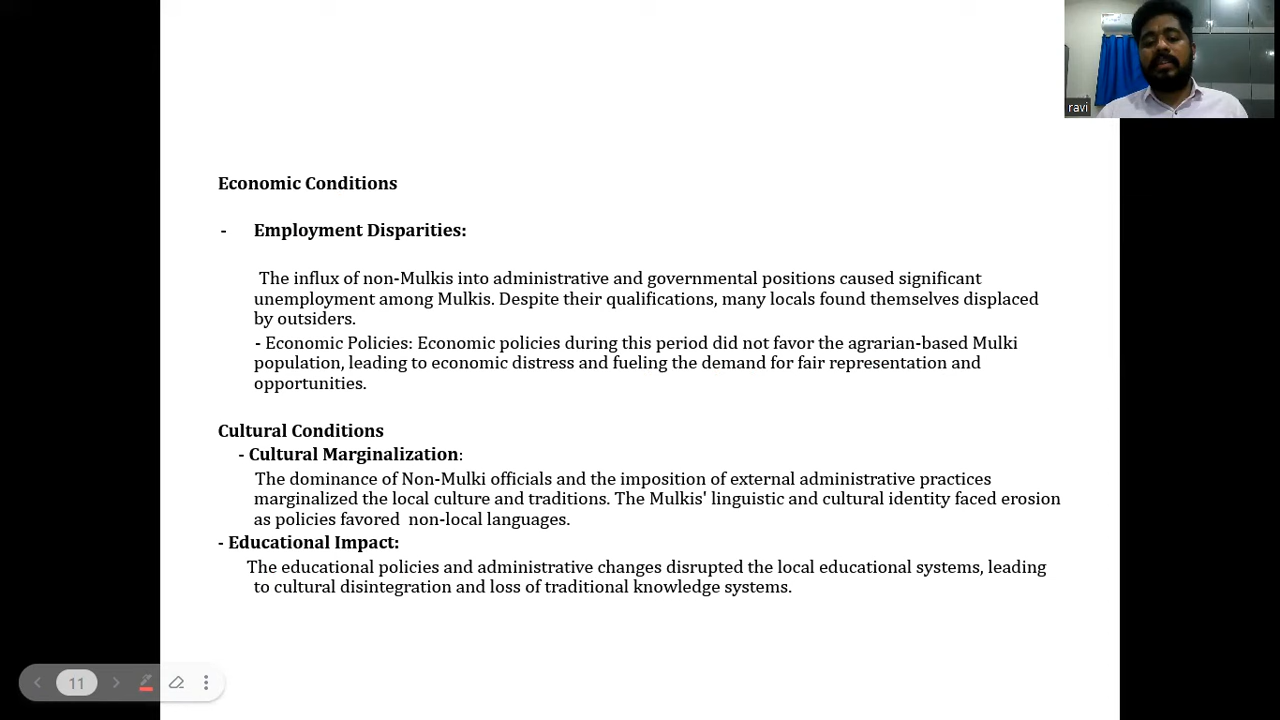 ravi
Economic Conditions
- Employment Disparities:
The influx of non-Mulkis into administrative and governmental positions caused significant
unemployment among Mulkis. Despite their qualifications, many locals found themselves displaced
by outsiders.
- Economic Policies: Economic policies during this period did not favor the agrarian-based Mulki
population, leading to economic distress and fueling the demand for fair representation and
opportunities.
Cultural Conditions
- Cultural Marginalization:
The dominance of Non-Mulki officials and the imposition of external administrative practices
marginalized the local culture and traditions. The Mulkis' linguistic and cultural identity faced erosion
as policies favored non-local languages.
- Educational Impact:
The educational policies and administrative changes disrupted the local educational systems, leading
to cultural disintegration and loss of traditional knowledge systems.
11